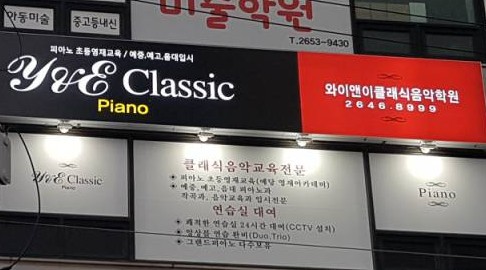 아동미술
중고등내신
미술학원
T.2653-9430
피아노 초등영재교육 / 예중,예고,음대입시
Y&E Classic
Piano
와이앤이클래식음악학원
2646.8999
Y&E Classic
Piano
클래식음악교육전문
피아노 초등영재교육(예당 영재아카데미)
예중,예고,음대 피아노과
작곡과, 음악교육과 입시전문
연습실 대여
쾌적한 연습실 24시간 대여(CCTV 설치)
앙상블 연습 완비(Duo,Trio)
그랜드피아노 다수보유
Piano